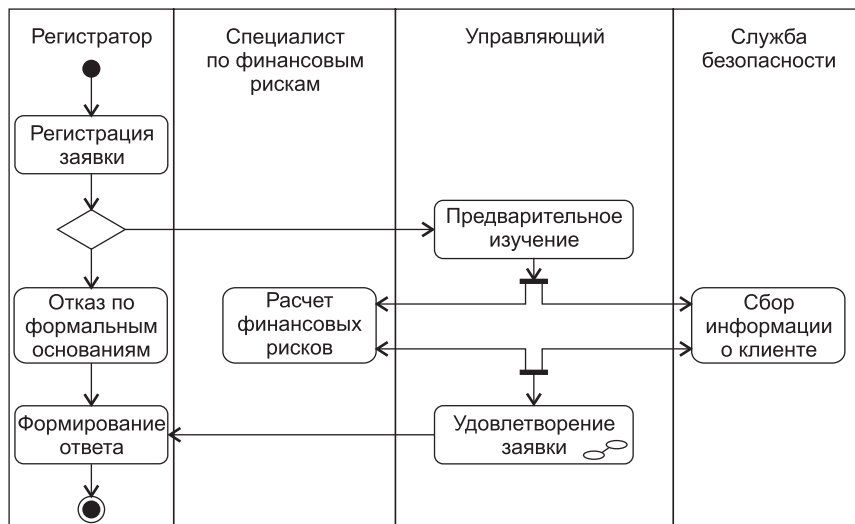 Регистратор
Специалист
по финансовым
рискам
Управляющий
Служба
безопасности
Регистрация
заявки
Предварительное
изучение
Отказ по
формальным
основаниям
Расчет
финансовых
рисков
Сбор
информации
о клиенте
Формирование
ответа
Удовлетворение
заявки